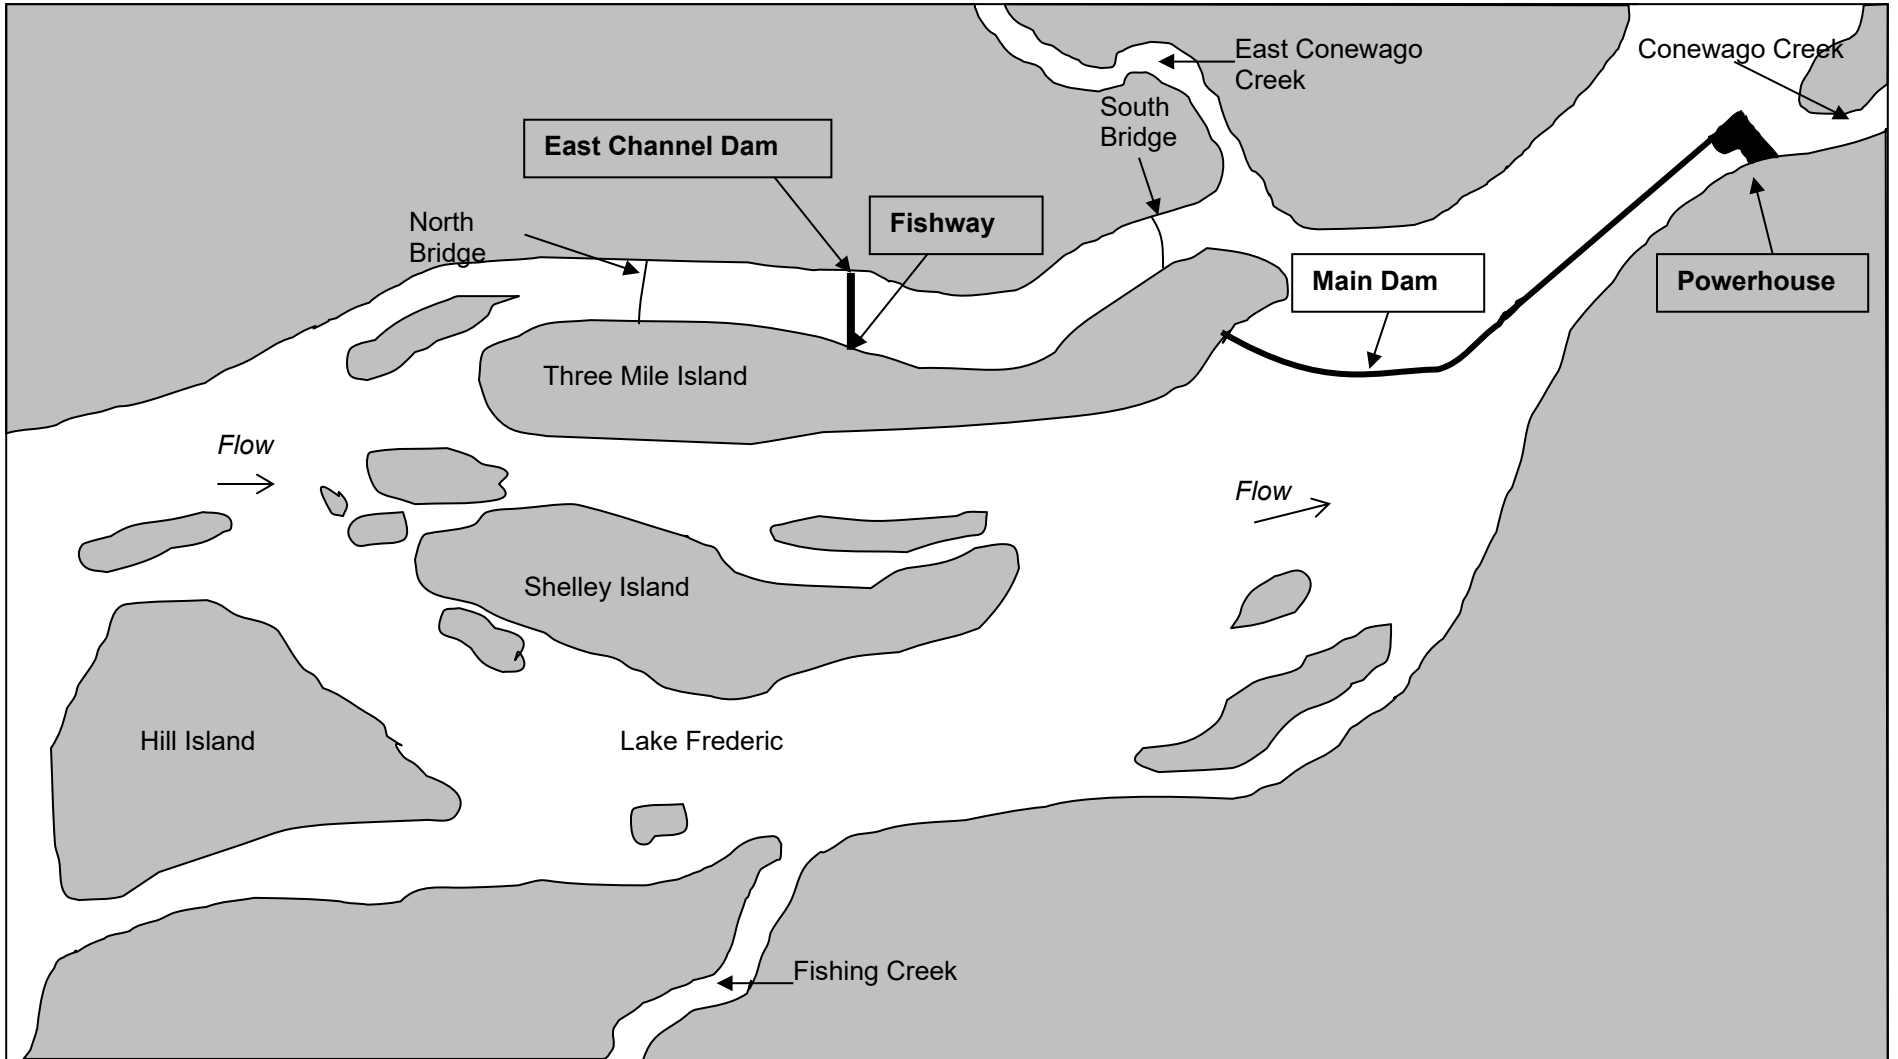 East Conewago
Creek
Conewago Creek
South
Bridge
East Channel Dam
Fishway
North
Bridge
Main Dam
Powerhouse
Three Mile Island
Flow
Flow
Shelley Island
Hill Island
Lake Frederic
Fishing Creek